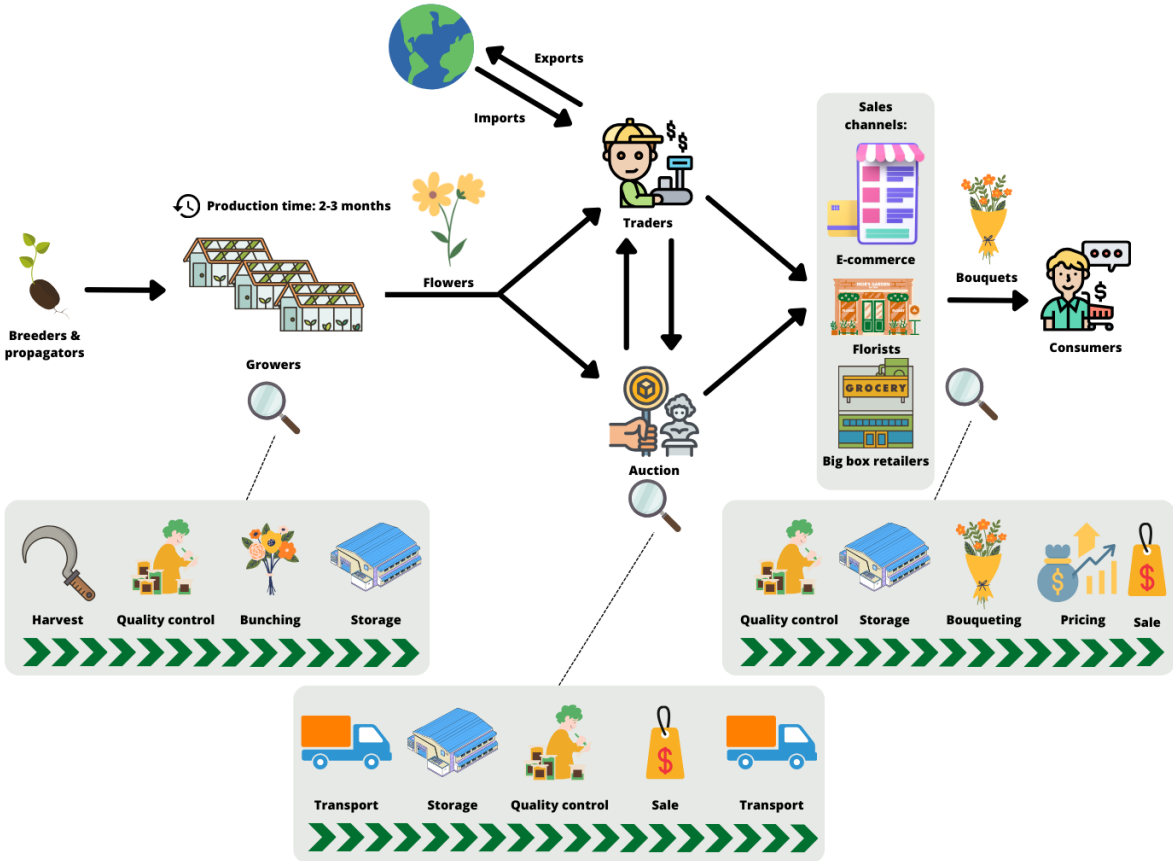 Exports
Imports
Sales
channels:
$ $
Traders
Production time: 2-3 months
E-commerce
Flowers
Bouquets
$
Breeders &
propagators
Growers
Florists
Consumers
GROCERY
Auction
Big box retailers
Harvest
Quality control
Bunching
Storage
$
$
Quality control
Storage
Bouqueting
Pricing
Sale
$
Transport
Storage
Quality control
Sale
Transport